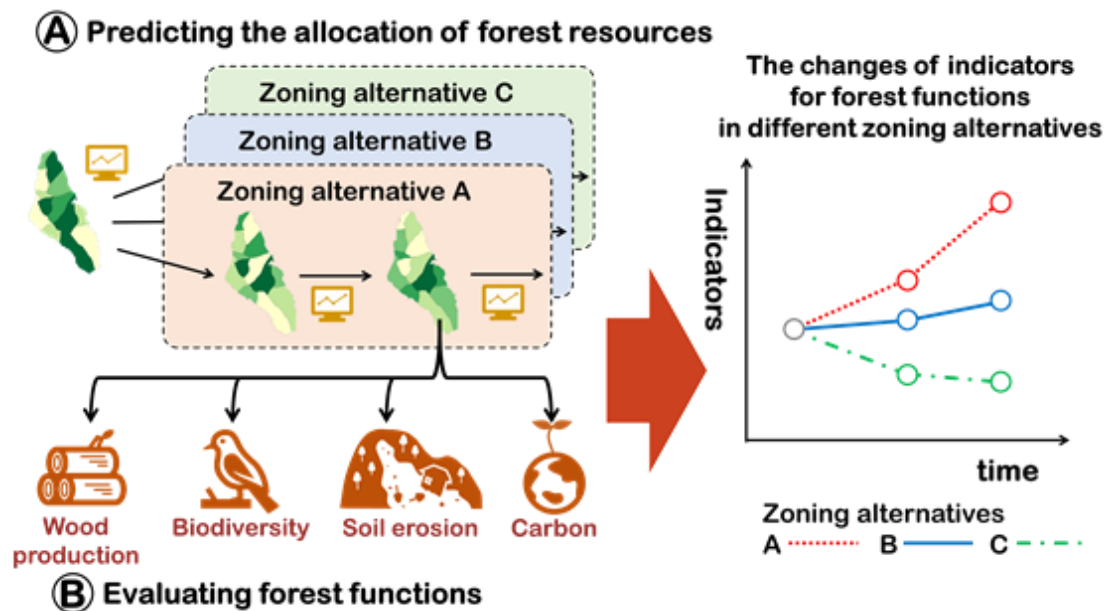 Ⓐ Predicting the allocation of forest resources
Zoning alternative C
Zoning alternative B
Zoning alternative A
Wood
production
Biodiversity
Soil erosion
Carbon
Ⓑ Evaluating forest functions
The changes of indicators
for forest functions
in different zoning alternatives
Indicators
time
Zoning alternatives
A B C